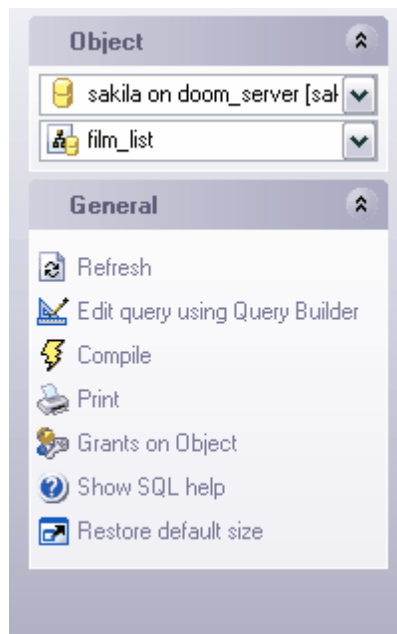 Object
sakila on doom_server [sal
film_list
General
Refresh
Edit query using Query Builder
Compile
Print
Grants on Object
Show SQL help
Restore default size